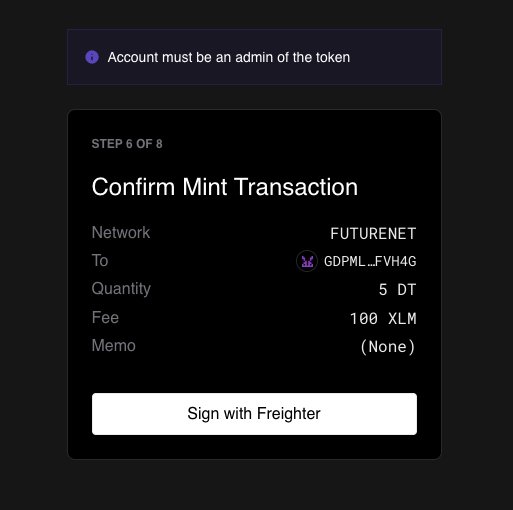 Account must be an admin of the token
STEP 6 OF 8
Confirm Mint Transaction
Network FUTURENET
To GDPML…FVH4G
Quantity 5 DT
Fee 100 XLM
Memo (None)
Sign with Freighter